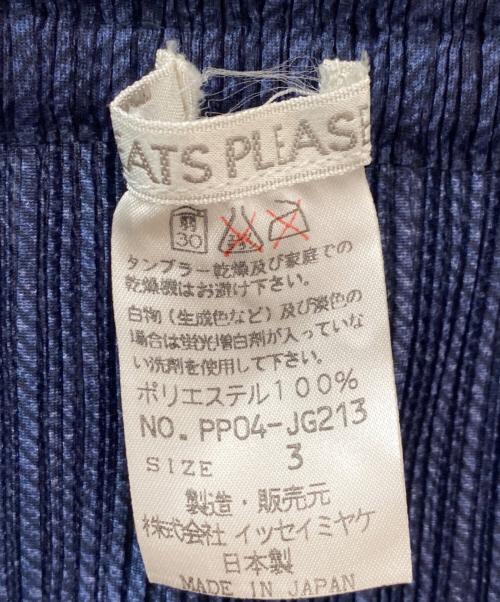 ATS PLEASE
弱
30
タンブラー乾燥及び家庭での
乾燥機はお避け下さい。
白物（生成色など）及び淡色の
場合は蛍光増白剤が入っていな
い洗剤を使用して下さい。
ポリエステル100%
NO. PP04-JG213
SIZE 3
製造・販売元
株式会社 イッセイミヤケ
日本製
MADE IN JAPAN